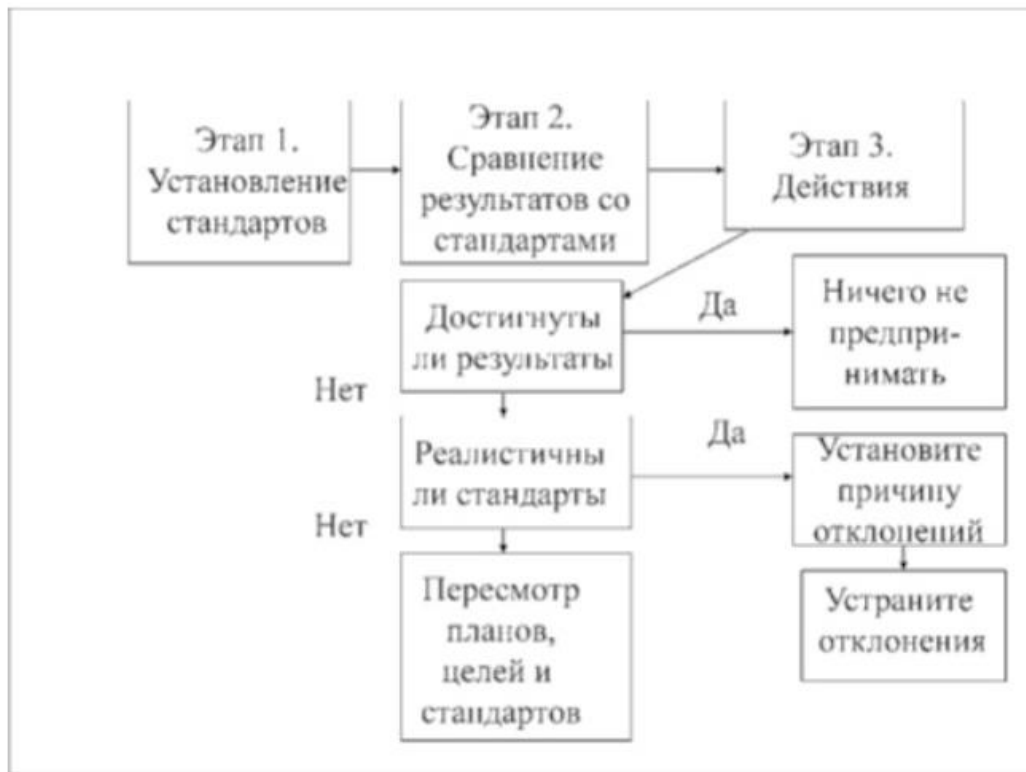 Этап 1.
Установление
стандартов
Этап 2.
Сравнение
результатов со
стандартами
Этап 3.
Действия
Достигнуты
ли результаты
Да
Ничего не
предпри-
нимать
Нет
Реалистичны
ли стандарты
Да
Установите
причину
отклонений
Нет
Пересмотр
планов,
целей и
стандартов
Устраните
отклонения